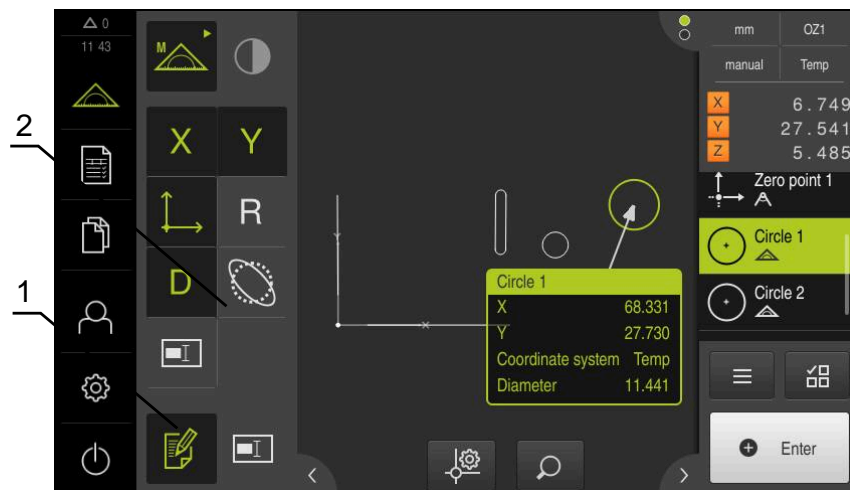 0
11 43
2
1
M
X Y
R
D
Circle 1
X 68.331
Y 27.730
Coordinate system Temp
Diameter 11.441
mm OZ1
manual Temp
X 6.749
Y 27.541
Z 5.485
Zero point 1
Circle 1
Circle 2
Enter
Y
X